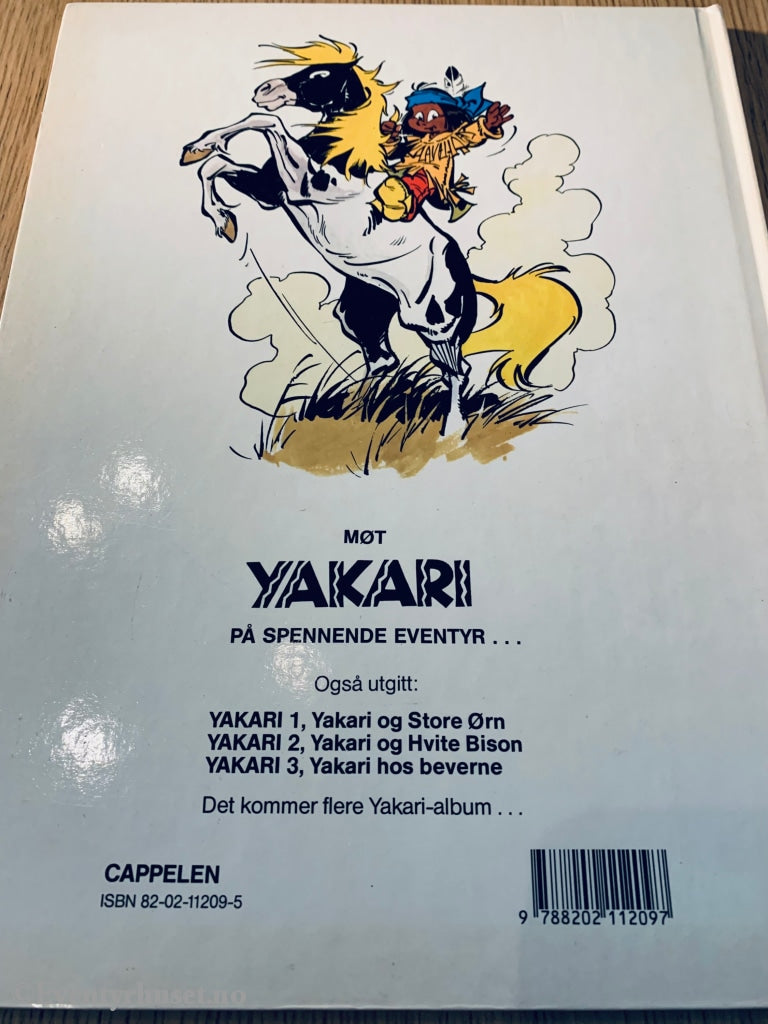 MØT
YAKARI
PÅ SPENNENDE EVENTYR . . .
Også utgitt:
YAKARI 1, Yakari og Store Ørn
YAKARI 2, Yakari og Hvite Bison
YAKARI 3, Yakari hos beverne
Det kommer flere Yakari-album . . .
CAPPELEN
ISBN 82-02-11209-5
9 788202 112097
© Eventyrhuset.no